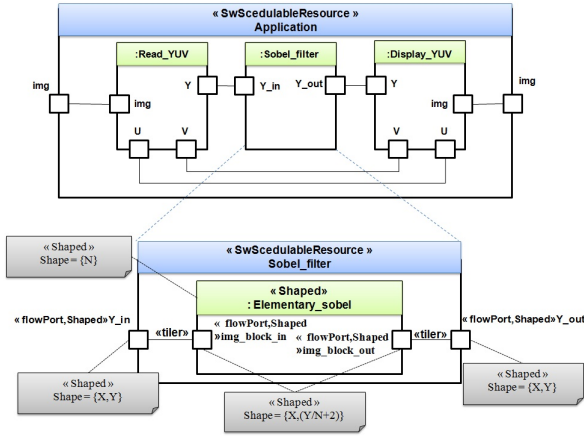 « SwScedulableResource »
Application
:Read_YUV
:Sobel_filter
:Display_YUV
img
img
Y
Y_in
Y_out
Y
img
img
U
V
V
U
« Shaped »
Shape = {N}
« SwScedulableResource »
Sobel_filter
« Shaped»
: Elementary_sobel
« flowPort,Shaped»Y_in
«tiler»
« flowPort,Shaped
»img_block_in
« flowPort,Shaped
»img_block_out
«tiler»
« flowPort,Shaped»Y_out
« Shaped »
Shape = {X,Y}
« Shaped »
Shape = {X,(Y/N+2)}
« Shaped »
Shape = {X,Y}